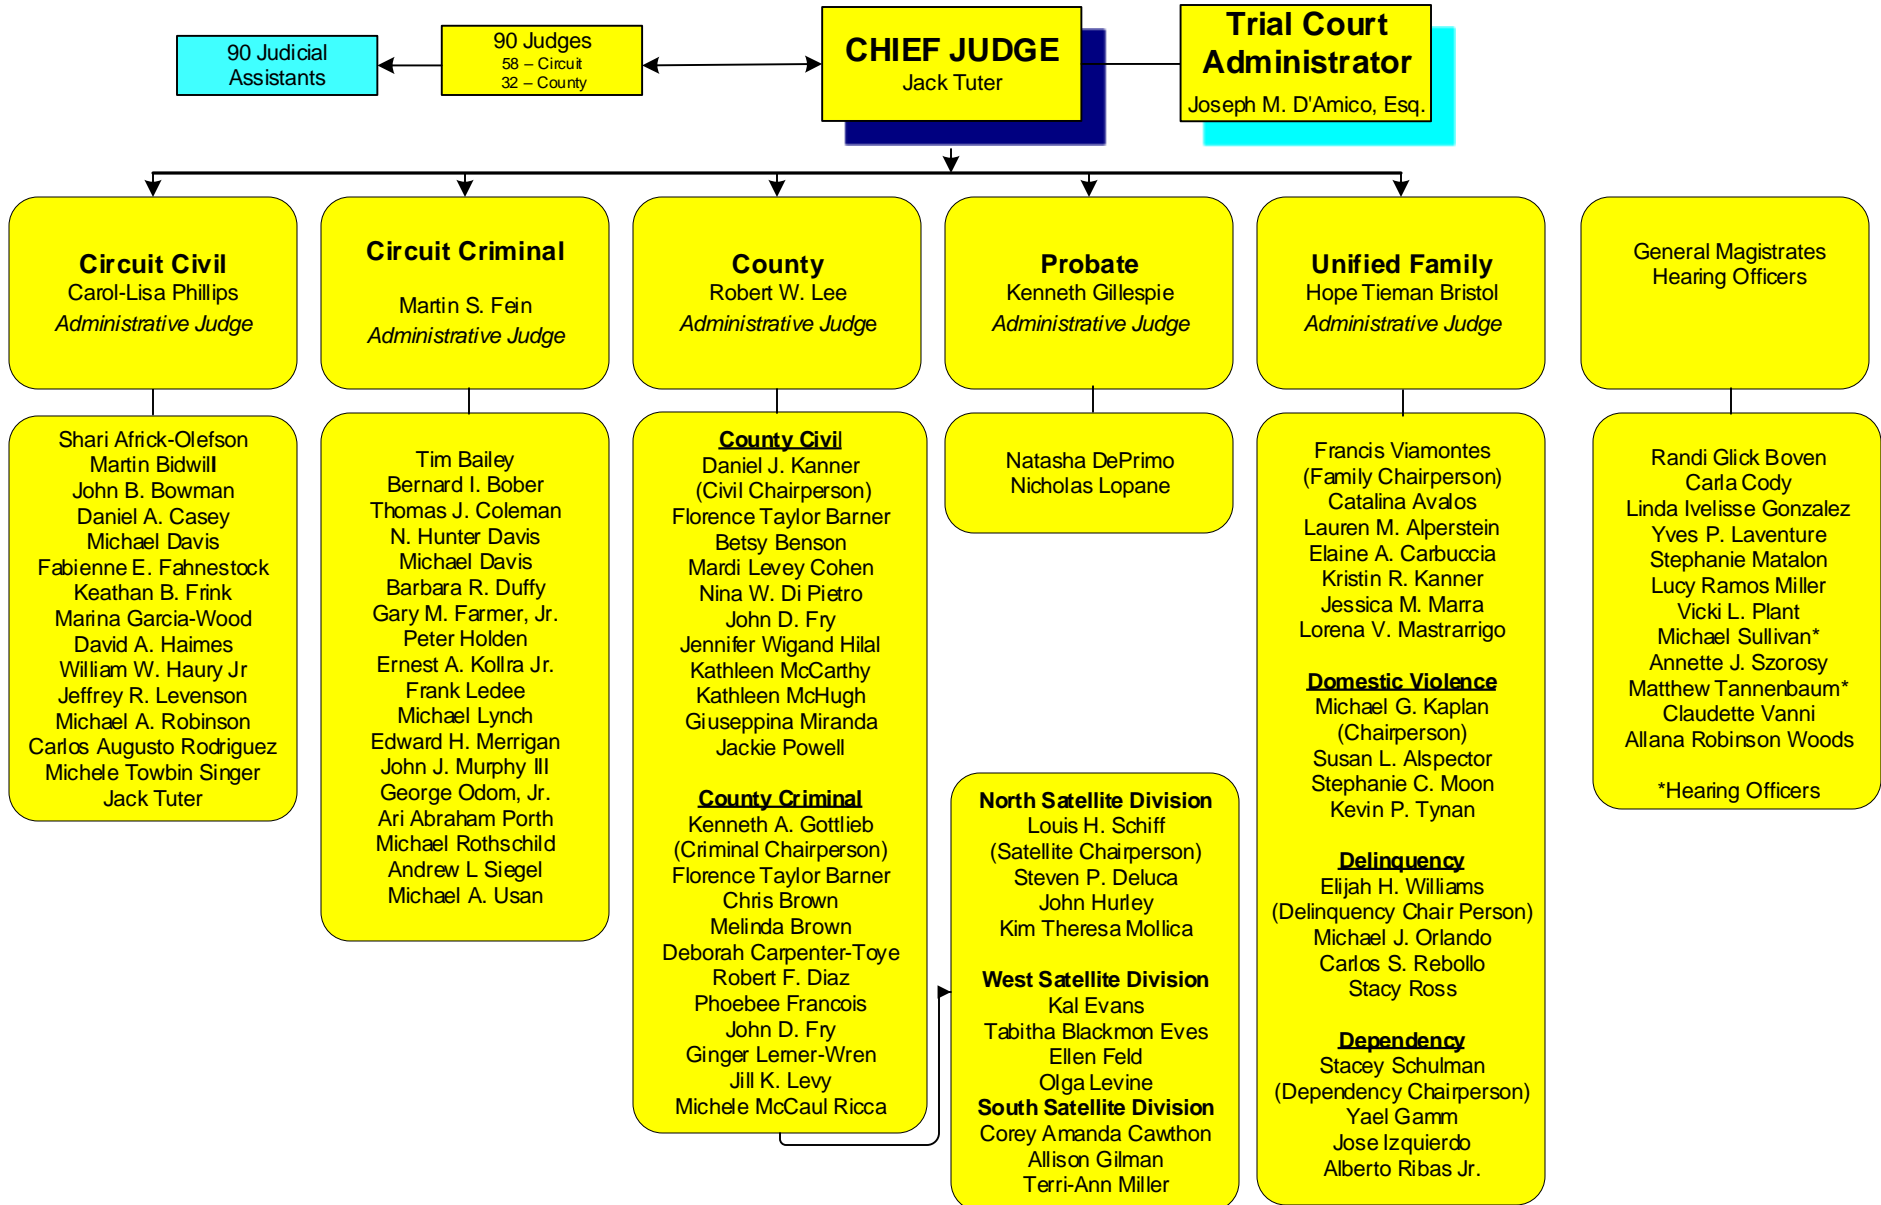 90 Judicial
Assistants
90 Judges
58 – Circuit
32 – County
CHIEF JUDGE
Jack Tuter
Trial Court
Administrator
Joseph M. D'Amico, Esq.
Circuit Civil
Carol-Lisa Phillips
Administrative Judge
Circuit Criminal
Martin S. Fein
Administrative Judge
County
Robert W. Lee
Administrative Judge
Probate
Kenneth Gillespie
Administrative Judge
Unified Family
Hope Tieman Bristol
Administrative Judge
General Magistrates
Hearing Officers
Shari Africk-Olefson
Martin Bidwill
John B. Bowman
Daniel A. Casey
Michael Davis
Fabienne E. Fahnestock
Keathan B. Frink
Marina Garcia-Wood
David A. Haimes
William W. Haury Jr
Jeffrey R. Levenson
Michael A. Robinson
Carlos Augusto Rodriguez
Michele Towbin Singer
Jack Tuter
Tim Bailey
Bernard I. Bober
Thomas J. Coleman
N. Hunter Davis
Michael Davis
Barbara R. Duffy
Gary M. Farmer, Jr.
Peter Holden
Ernest A. Kollra Jr.
Frank Ledee
Michael Lynch
Edward H. Merrigan
John J. Murphy III
George Odom, Jr.
Ari Abraham Porth
Michael Rothschild
Andrew L Siegel
Michael A. Usan
County Civil
Daniel J. Kanner
(Civil Chairperson)
Florence Taylor Barner
Betsy Benson
Mardi Levey Cohen
Nina W. Di Pietro
John D. Fry
Jennifer Wigand Hilal
Kathleen McCarthy
Kathleen McHugh
Giuseppina Miranda
Jackie Powell
County Criminal
Kenneth A. Gottlieb
(Criminal Chairperson)
Florence Taylor Barner
Chris Brown
Melinda Brown
Deborah Carpenter-Toye
Robert F. Diaz
Phoebee Francois
John D. Fry
Ginger Lerner-Wren
Jill K. Levy
Michele McCaul Ricca
Natasha DePrimo
Nicholas Lopane
North Satellite Division
Louis H. Schiff
(Satellite Chairperson)
Steven P. Deluca
John Hurley
Kim Theresa Mollica
West Satellite Division
Kal Evans
Tabitha Blackmon Eves
Ellen Feld
Olga Levine
South Satellite Division
Corey Amanda Cawthon
Allison Gilman
Terri-Ann Miller
Francis Viamontes
(Family Chairperson)
Catalina Avalos
Lauren M. Alperstein
Elaine A. Carbuccia
Kristin R. Kanner
Jessica M. Marra
Lorena V. Mastrarrigo
Domestic Violence
Michael G. Kaplan
(Chairperson)
Susan L. Alspector
Stephanie C. Moon
Kevin P. Tynan
Delinquency
Elijah H. Williams
(Delinquency Chair Person)
Michael J. Orlando
Carlos S. Rebollo
Stacy Ross
Dependency
Stacey Schulman
(Dependency Chairperson)
Yael Gamm
Jose Izquierdo
Alberto Ribas Jr.
Randi Glick Boven
Carla Cody
Linda Ivelisse Gonzalez
Yves P. Laventure
Stephanie Matalon
Lucy Ramos Miller
Vicki L. Plant
Michael Sullivan*
Annette J. Szorosy
Matthew Tannenbaum*
Claudette Vanni
Allana Robinson Woods
*Hearing Officers